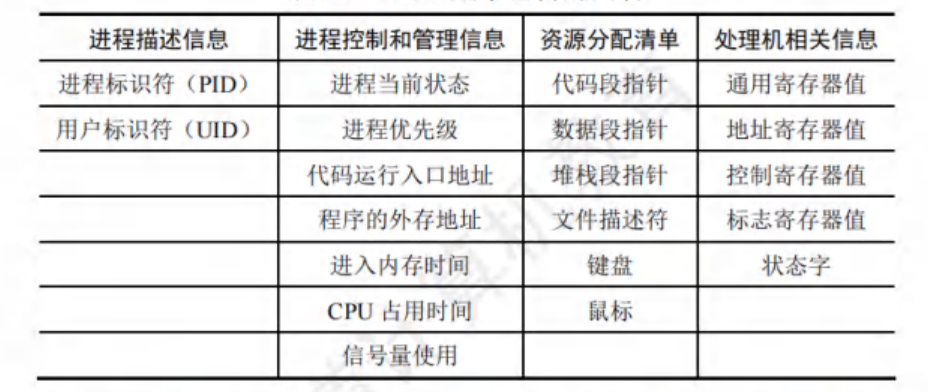 进程描述信息 进程控制和管理信息 资源分配清单 处理机相关信息
进程标识符（PID） 进程当前状态 代码段指针 通用寄存器值
用户标识符（UID） 进程优先级 数据段指针 地址寄存器值
代码运行入口地址 堆栈段指针 控制寄存器值
程序的外存地址 文件描述符 标志寄存器值
进入内存时间 键盘 状态字
CPU 占用时间 鼠标
信号量使用